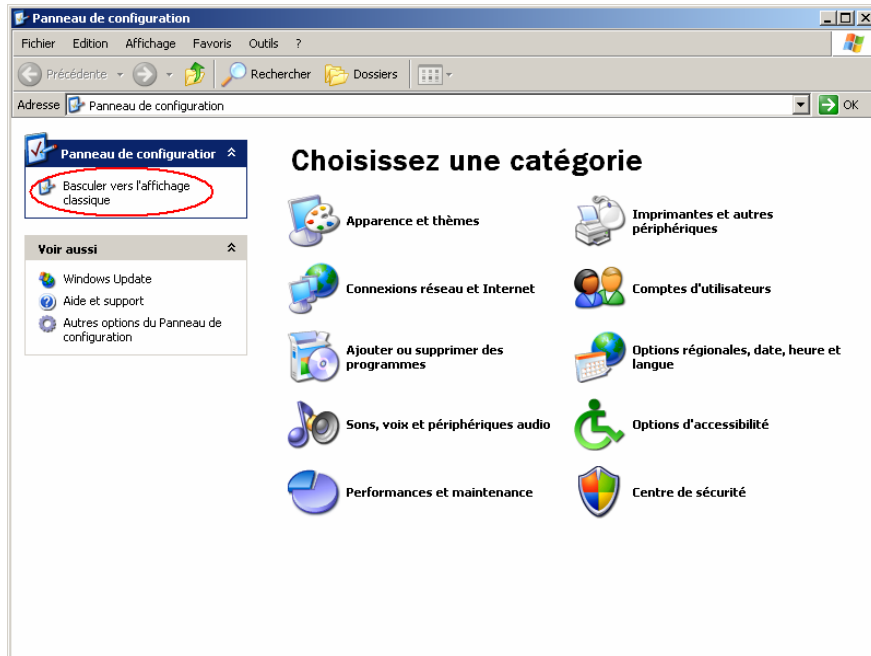 Panneau de configuration
Fichier Edition Affichage Favoris Outils ?
Précédente Rechercher Dossiers
Adresse Panneau de configuration OK
Panneau de configuratior
Basculer vers l'affichage
classique
Voir aussi
Windows Update
Aide et support
Autres options du Panneau de
configuration
Choisissez une catégorie
Apparence et thèmes
Imprimantes et autres
périphériques
Connexions réseau et Internet
Comptes d'utilisateurs
Ajouter ou supprimer des
programmes
Options régionales, date, heure et
langue
Sons, voix et périphériques audio
Options d'accessibilité
Performances et maintenance
Centre de sécurité